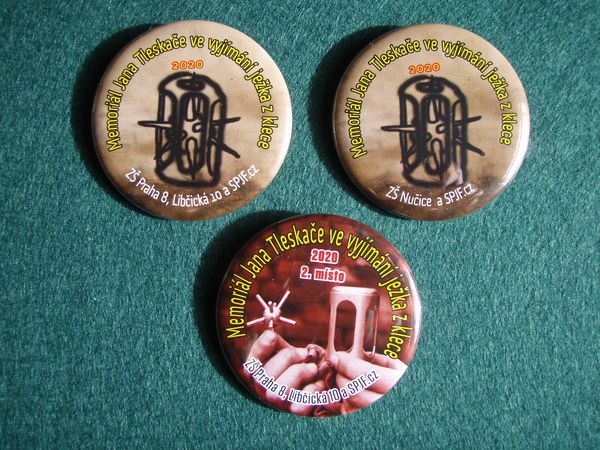 Memoriál Jana Tleskače ve vyjímání ježka z klece
2020
ZŠ Praha 8, Libčická 10 a SPJF.cz
Memoriál Jana Tleskače ve vyjímání ježka z klece
2020
ZŠ Nučice a SPJF.cz
Memoriál Jana Tleskače ve vyjímání ježka z klece
2020
2. místo
ZŠ Praha 8, Libčická 10 a SPJF.cz